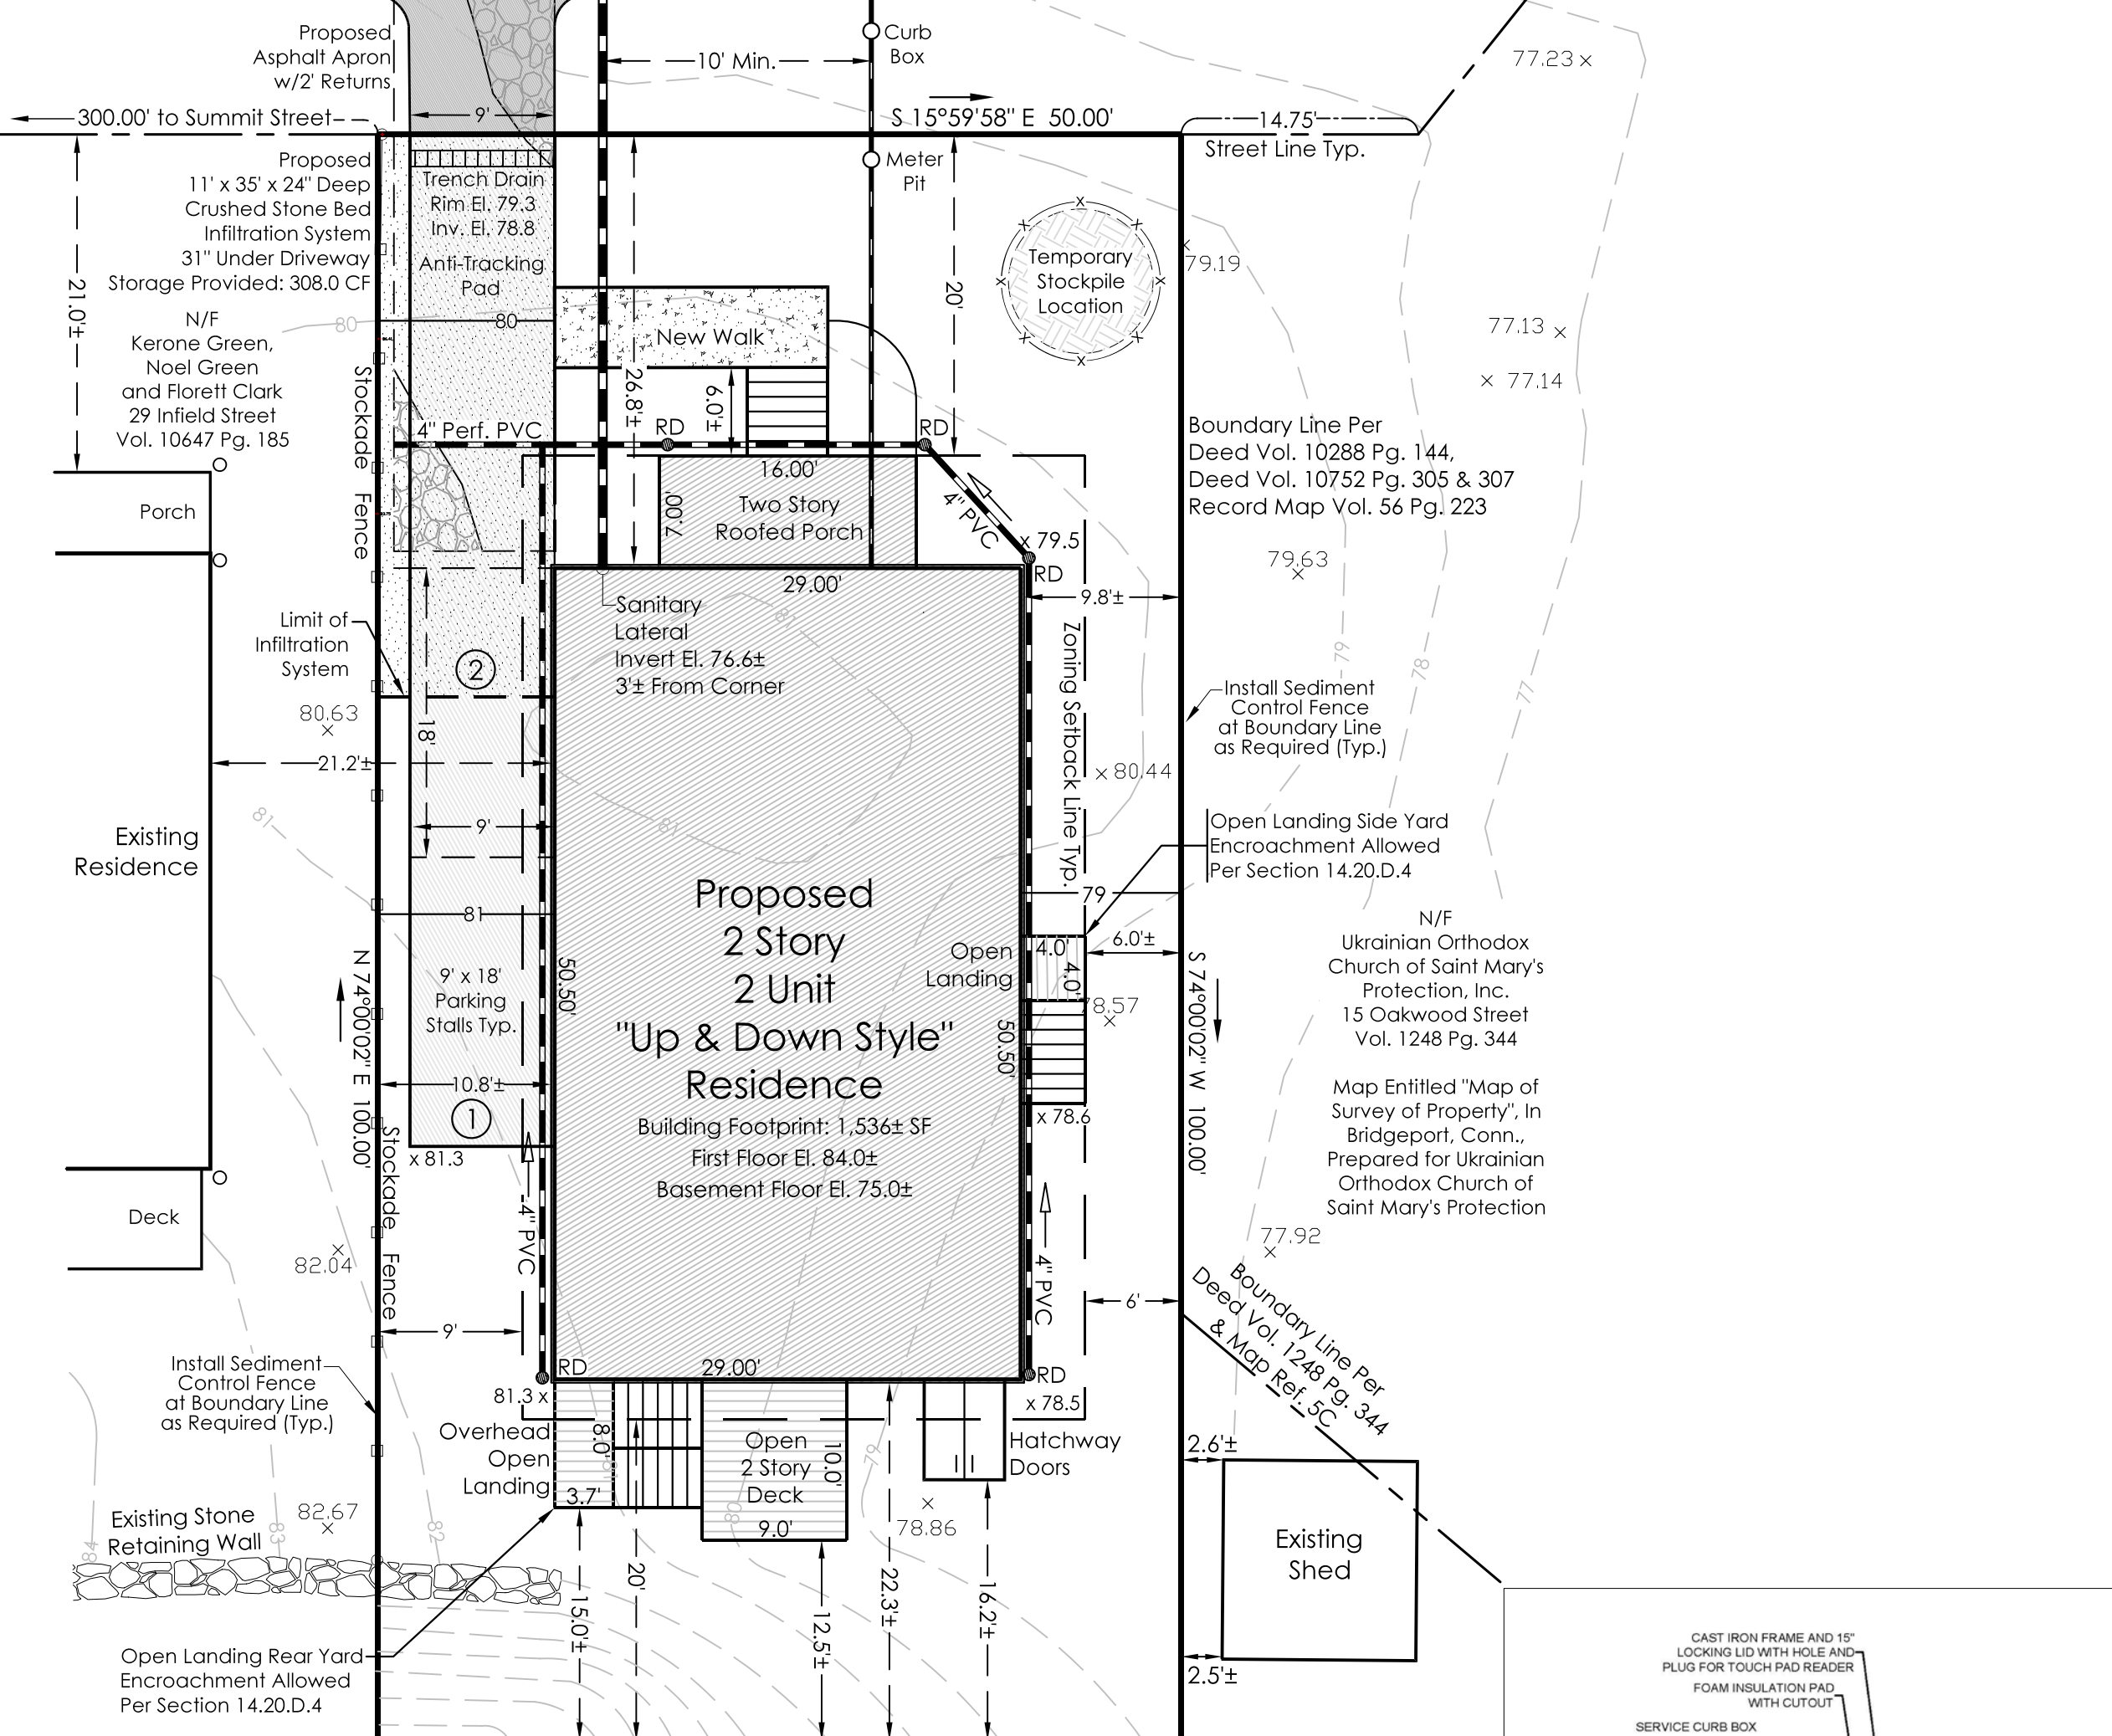 Proposed
Asphalt Apron
w/2' Returns
10' Min.
Curb
Box
77.23
300.00' to Summit Street
9'
S 15°59'58" E 50.00'
14.75'
Street Line Typ.
Proposed
11' x 35' x 24" Deep
Crushed Stone Bed
Infiltration System
31" Under Driveway
Storage Provided: 308.0 CF
Trench Drain
Rim El. 79.3
Inv. El. 78.8
Anti-Tracking
Pad
Meter
Pit
Temporary
Stockpile
Location
79.19
21.0'±
20'
N/F
Kerone Green,
Noel Green
and Florett Clark
29 Infield Street
Vol. 10647 Pg. 185
80
80
New Walk
77.13
77.14
Stockade Fence
26.8'±
6.0'±
4" Perf. PVC
RD
RD
Boundary Line Per
Deed Vol. 10288 Pg. 144,
Deed Vol. 10752 Pg. 305 & 307
Record Map Vol. 56 Pg. 223
Porch
16.00'
7.00'
Two Story
Roofed Porch
4" PVC
x 79.5
RD
79.63
29.00'
9.8'±
81
Sanitary
Lateral
Invert El. 76.6±
3'± From Corner
Limit of
Infiltration
System
2
Zoning Setback Line Typ.
79
78
77
80.63
18'
Install Sediment
Control Fence
at Boundary Line
as Required (Typ.)
21.2'±
80.44
81
9'
81
Existing
Residence
Open Landing Side Yard
Encroachment Allowed
Per Section 14.20.D.4
Proposed
2 Story
2 Unit
"Up & Down Style"
Residence
Building Footprint: 1,536± SF
First Floor El. 84.0±
Basement Floor El. 75.0±
79
81
Open
Landing
4.0'
4.0'
6.0'±
N/F
Ukrainian Orthodox
Church of Saint Mary's
Protection, Inc.
15 Oakwood Street
Vol. 1248 Pg. 344
N 74°00'02" E 100.00'
9' x 18'
Parking
Stalls Typ.
50.50'
50.50'
78.57
S 74°00'02" W 100.00'
10.8'±
1
x 78.6
Map Entitled "Map of
Survey of Property", In
Bridgeport, Conn.,
Prepared for Ukrainian
Orthodox Church of
Saint Mary's Protection
x 81.3
Stockade Fence
Deck
4" PVC
4" PVC
82.04
77.92
Boundary Line Per
Deed Vol. 1248 Pg. 344
& Map Ref. 5C
6'
9'
Install Sediment
Control Fence
at Boundary Line
as Required (Typ.)
RD
29.00'
RD
81.3 x
x 78.5
Overhead
Open
Landing
8.0'
3.7'
Open
2 Story
Deck
10.0'
9.0'
79
80
Hatchway
Doors
78.86
2.6'±
Existing Stone
Retaining Wall
82.67
84
83
82
Existing
Shed
15.0'±
20'
12.5'±
22.3'±
16.2'±
2.5'±
Open Landing Rear Yard
Encroachment Allowed
Per Section 14.20.D.4
CAST IRON FRAME AND 15"
LOCKING LID WITH HOLE AND
PLUG FOR TOUCH PAD READER
FOAM INSULATION PAD
WITH CUTOUT
SERVICE CURB BOX